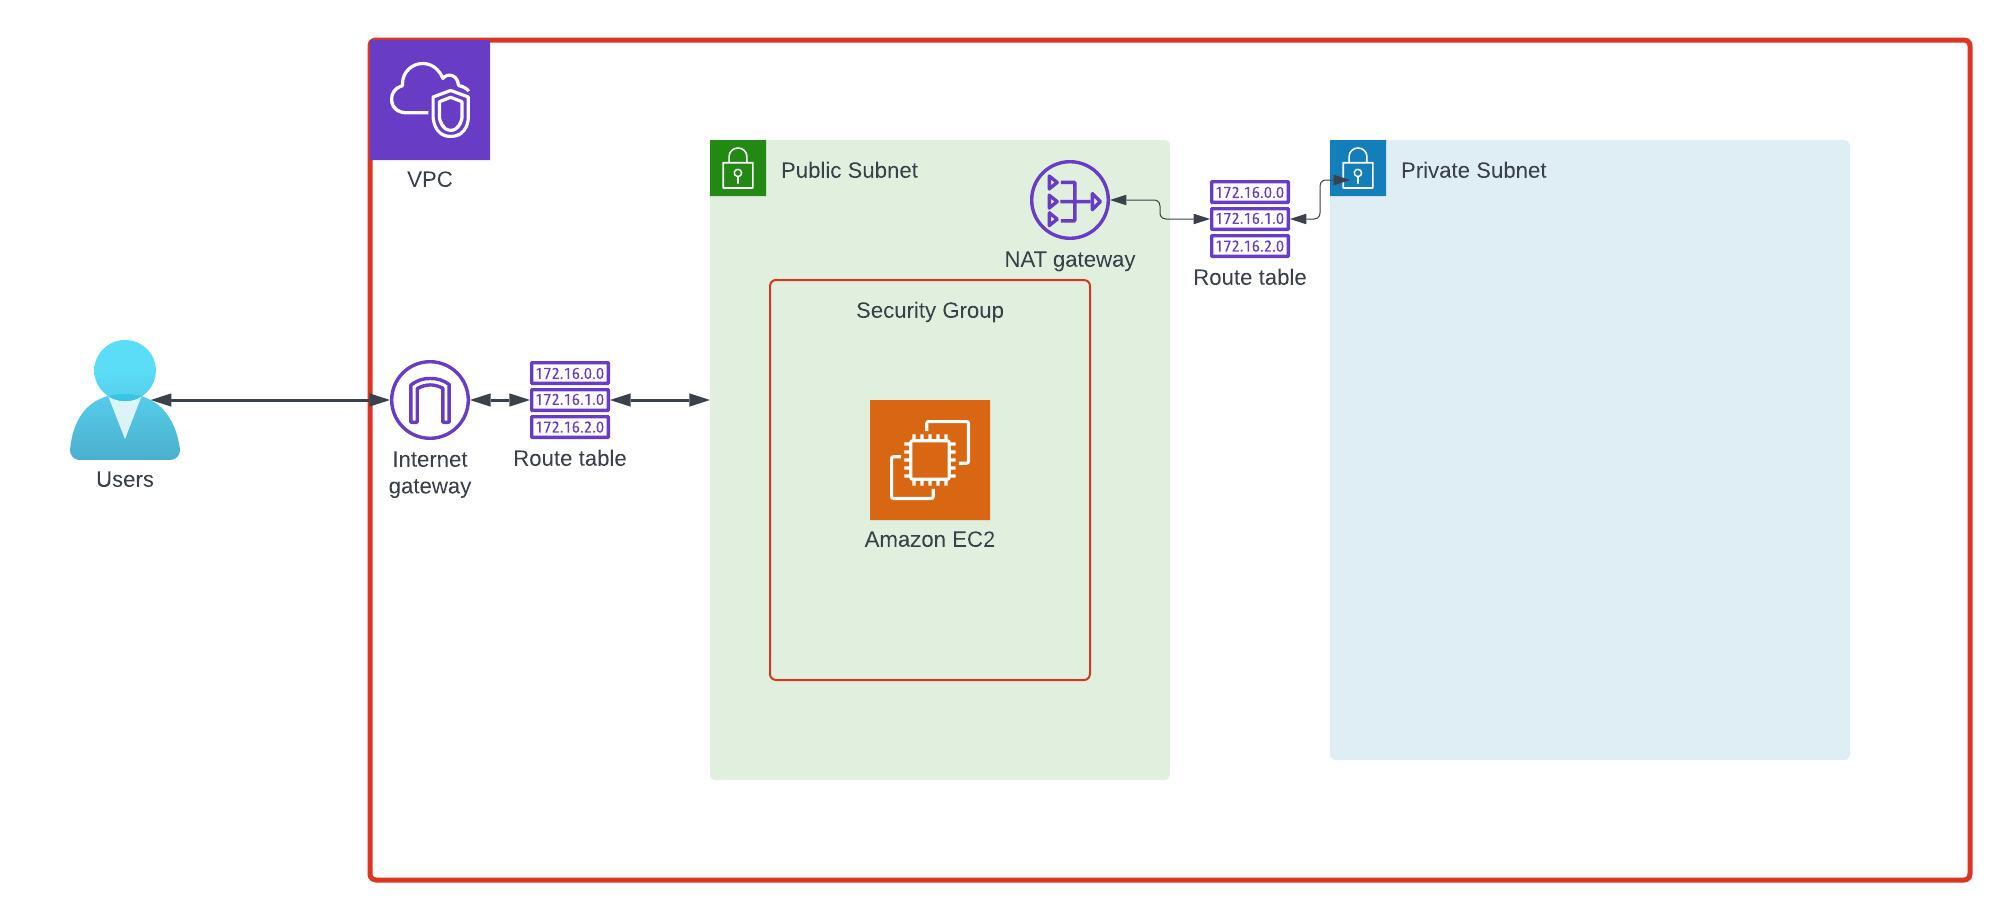 VPC
Public Subnet
NAT gateway
172.16.0.0
172.16.1.0
172.16.2.0
Route table
Private Subnet
Security Group
Amazon EC2
Users
Internet
gateway
172.16.0.0
172.16.1.0
172.16.2.0
Route table